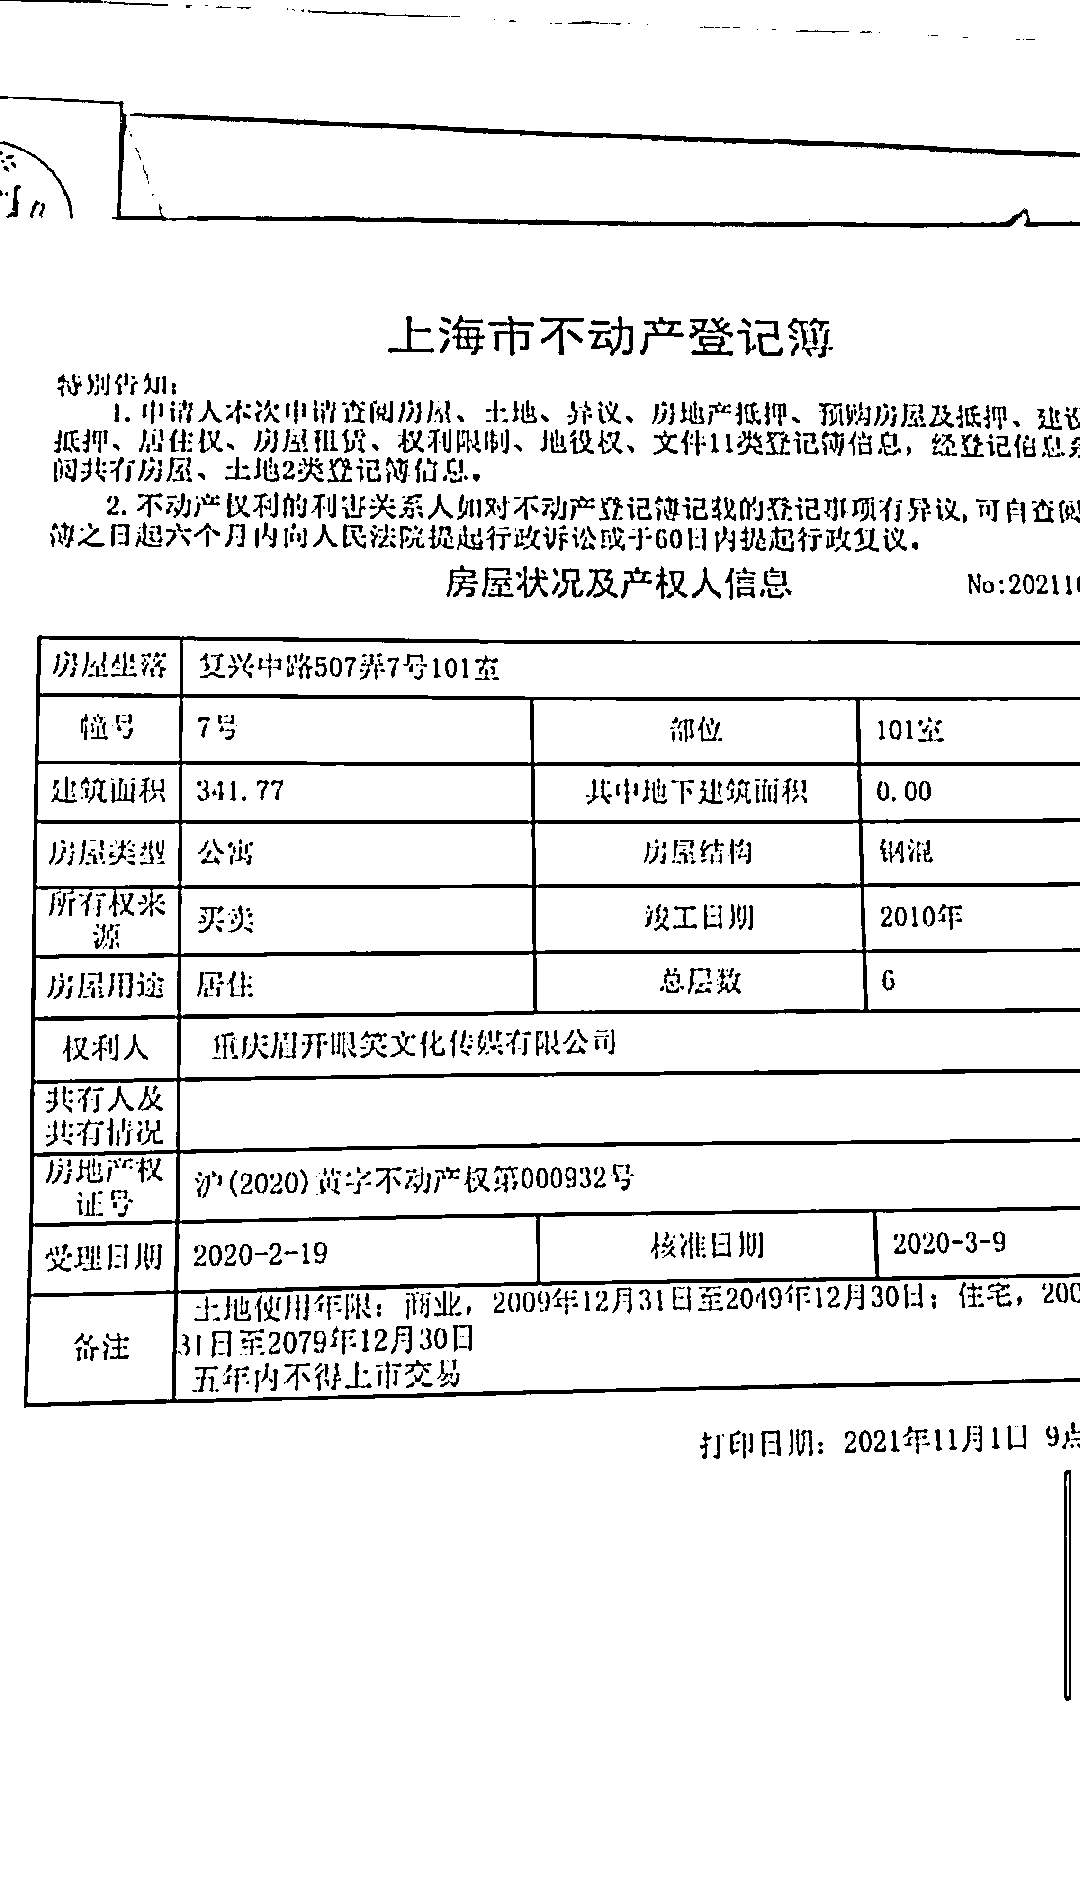 上海市不动产登记簿
特别告知：
1. 申请人本次申请查阅房屋、土地、异议、房地产抵押、预购房屋及抵押、建设
抵押、居住权、房屋租赁、权利限制、地役权、文件11类登记簿信息，经登记信息系
阅共有房屋、土地2类登记簿信息。
2. 不动产权利的利害关系人如对不动产登记簿记载的登记事项有异议，可自查阅
簿之日起六个月内向人民法院提起行政诉讼或于60日内提起行政复议。
房屋状况及产权人信息 No:202110
房屋坐落 复兴中路507弄7号101室
幢号 7号 部位 101室
建筑面积 341.77 其中地下建筑面积 0.00
房屋类型 公寓 房屋结构 钢混
所有权来
源 买卖 竣工日期 2010年
房屋用途 居住 总层数 6
权利人 重庆眉开眼笑文化传媒有限公司
共有人及
共有情况
房地产权
证号 沪(2020)黄字不动产权第000932号
受理日期 2020-2-19 核准日期 2020-3-9
备注 土地使用年限：商业，2009年12月31日至2049年12月30日；住宅，200
31日至2079年12月30日
五年内不得上市交易
打印日期：2021年11月1日 9点